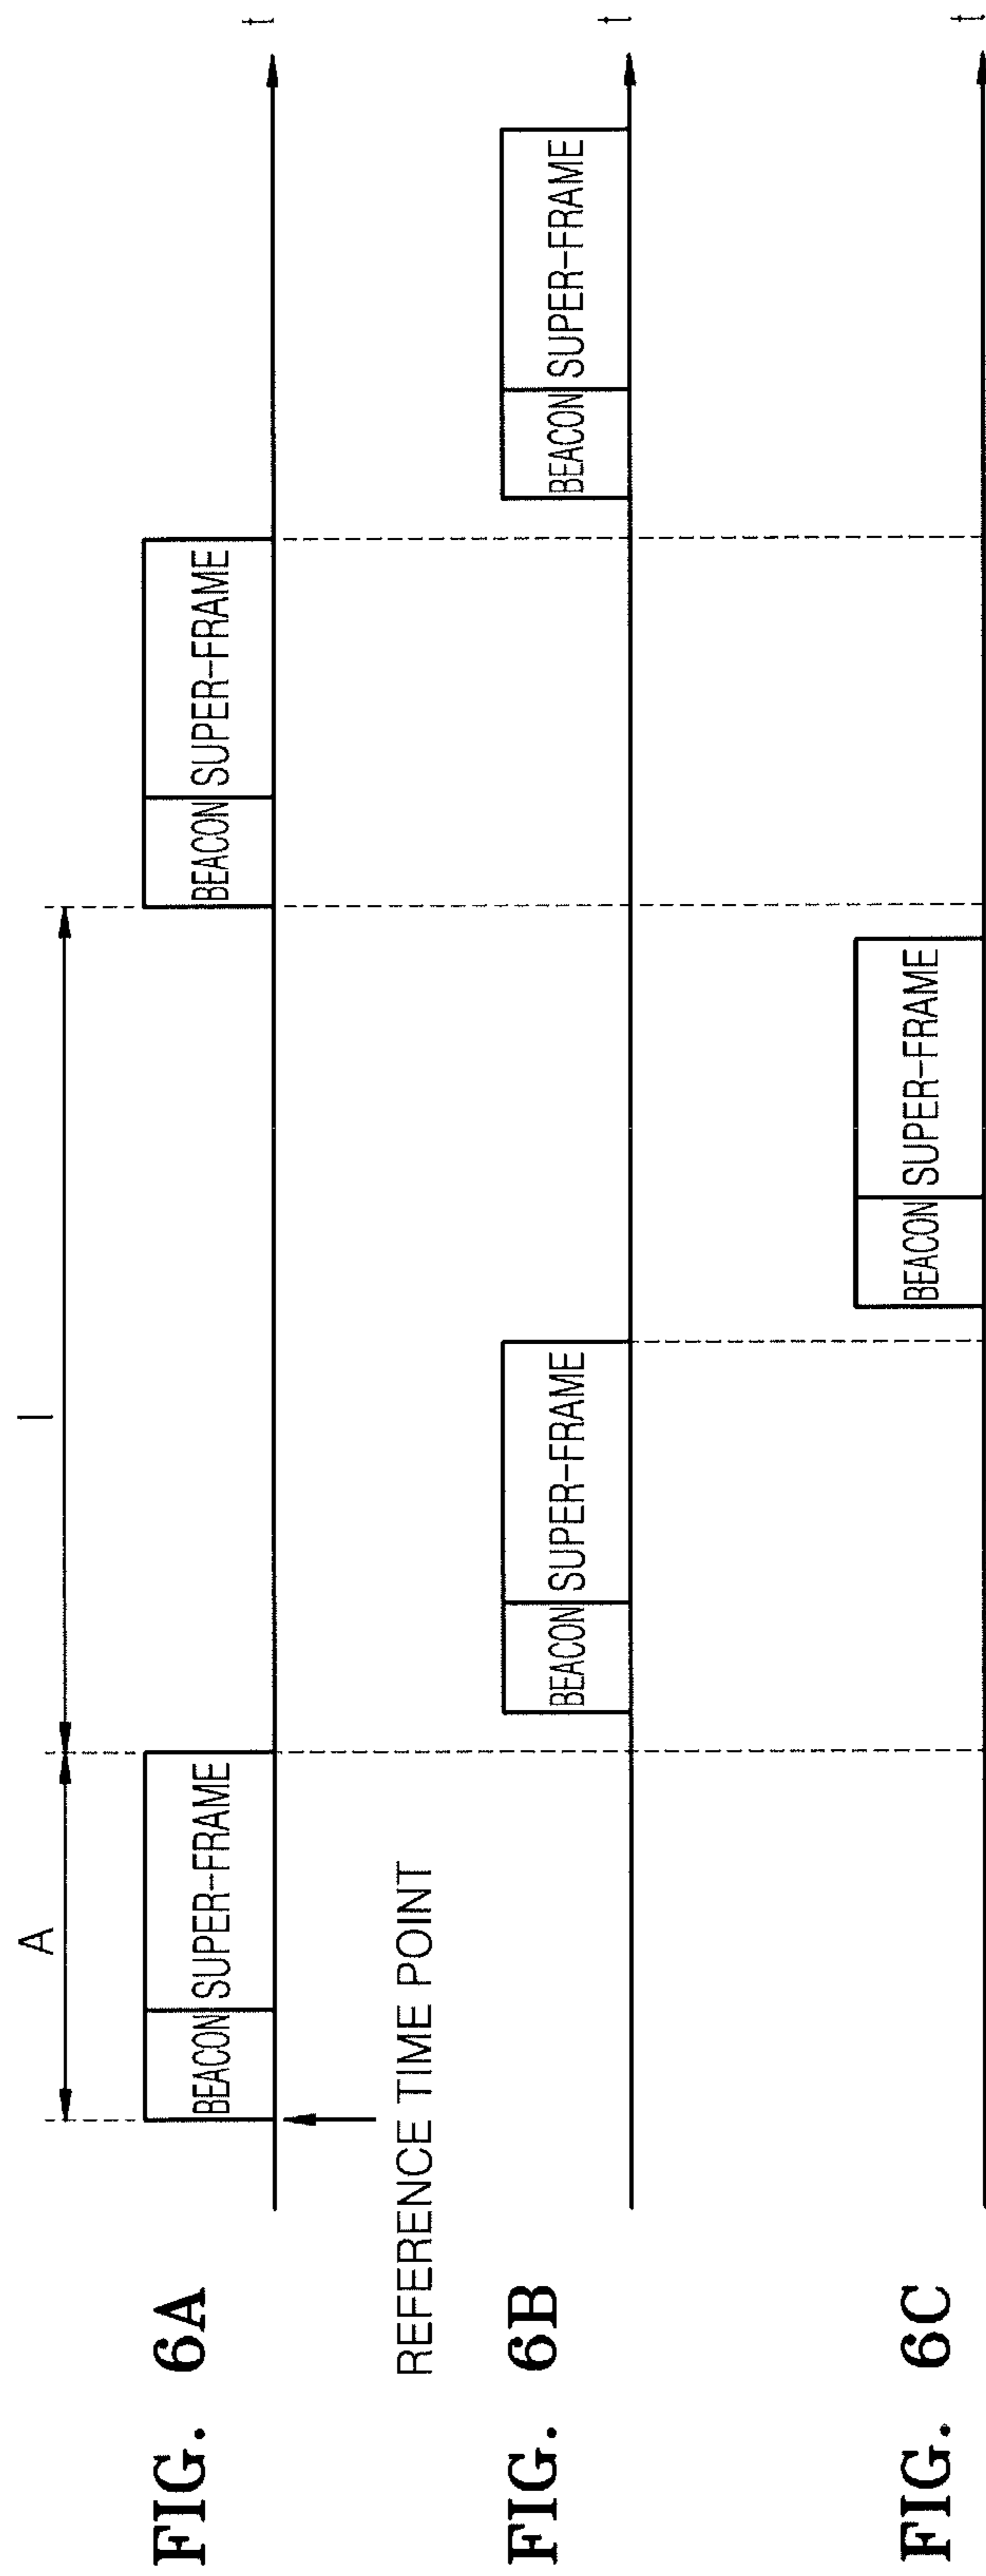 A
I
FIG. 6A
BEACON
SUPER-FRAME
BEACON
SUPER-FRAME
t
REFERENCE TIME POINT
FIG. 6B
BEACON
SUPER-FRAME
BEACON
SUPER-FRAME
t
FIG. 6C
BEACON
SUPER-FRAME
t